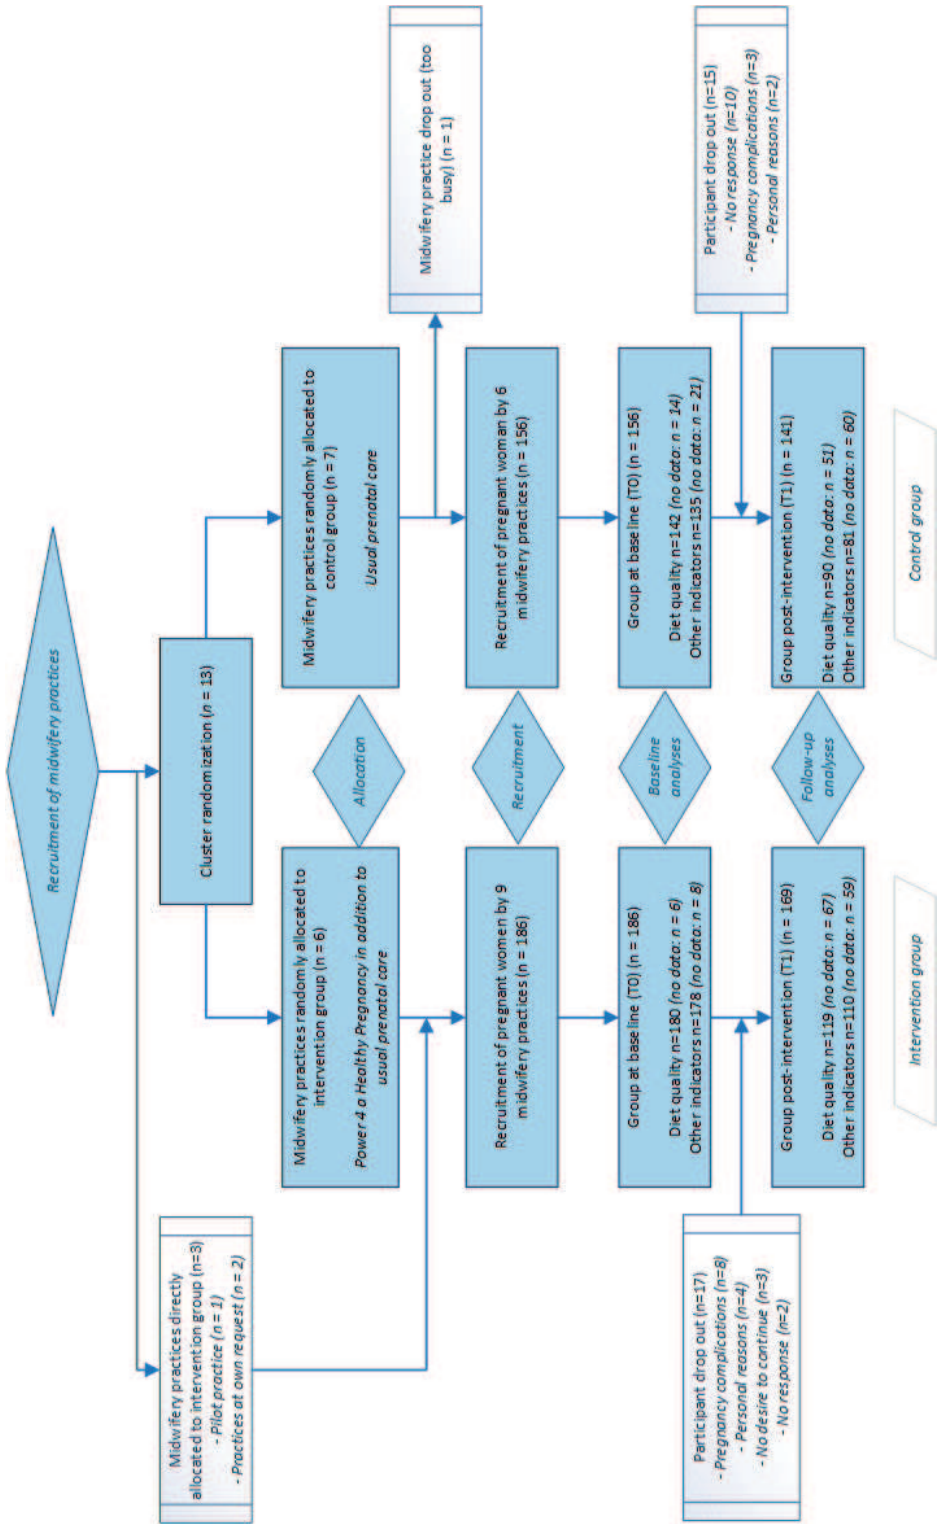 Recruitment of midwifery practices
Midwifery practices directly
allocated to intervention group (n=3)
- Pilot practice (n = 1)
- Practices at own request (n = 2)
Cluster randomization (n = 13)
Midwifery practices randomly allocated to
intervention group (n = 6)
Power 4 a Healthy Pregnancy in addition to
usual prenatal care
Allocation
Midwifery practices randomly allocated to
control group (n = 7)
Usual prenatal care
Midwifery practice drop out (too
busy) (n = 1)
Recruitment of pregnant women by 9
midwifery practices (n = 186)
Recruitment
Recruitment of pregnant woman by 6
midwifery practices (n = 156)
Group at baseline (T0) (n = 186)
Diet quality n=180 (no data: n = 6)
Other indicators n=178 (no data: n = 8)
Baseline
analyses
Group at baseline (T0) (n = 156)
Diet quality n=142 (no data: n = 14)
Other indicators n=135 (no data: n = 21)
Participant drop out (n=17)
- Pregnancy complications (n=8)
- Personal reasons (n=4)
- No desire to continue (n=3)
- No response (n=2)
Participant drop out (n=15)
- No response (n=10)
- Pregnancy complications (n=3)
- Personal reasons (n=2)
Group post-intervention (T1) (n = 169)
Diet quality n=119 (no data: n = 67)
Other indicators n=110 (no data: n = 59)
Follow-up
analyses
Group post-intervention (T1) (n = 141)
Diet quality n=90 (no data: n = 51)
Other indicators n=81 (no data: n = 60)
Intervention group
Control group